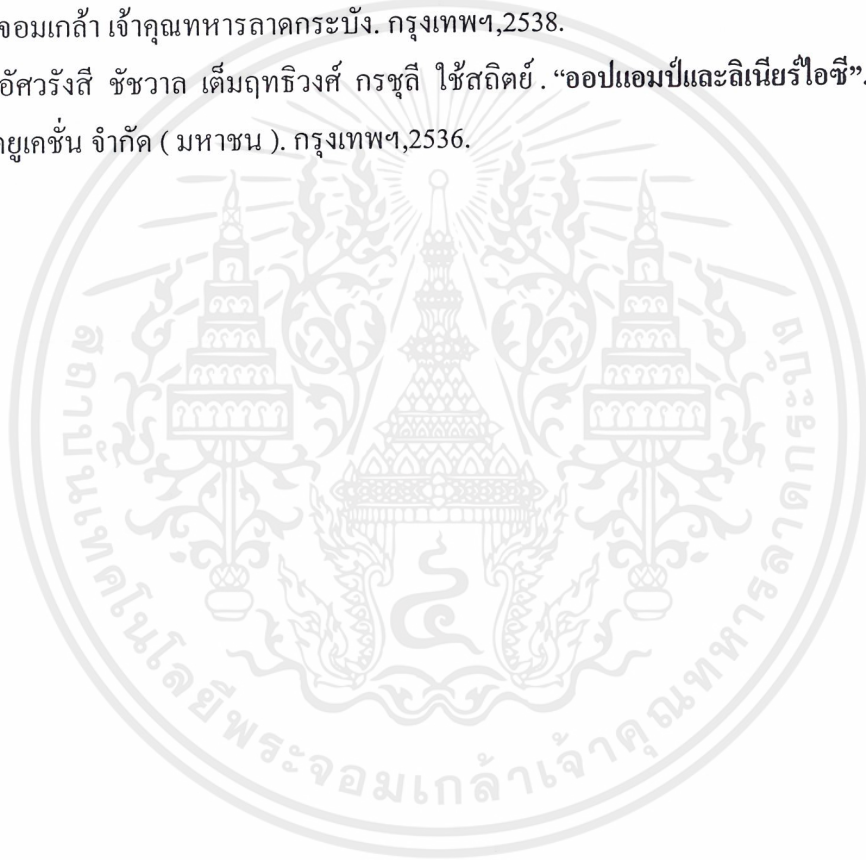 จอมเกล้า เจ้าคุณทหารลาดกระบัง. กรุงเทพฯ,2538.
อัศวรังสี ชัชวาล เต็มฤทธิวงศ์ กรชุลี ใช้สถิตย์ . “ออปแอมป์และลิเนียร์ไอซี”.
ยูเคชั่น จำกัด ( มหาชน ). กรุงเทพฯ,2536.
สถาบันเทคโนโลยีพระจอมเกล้าเจ้าคุณทหารลาดกระบัง